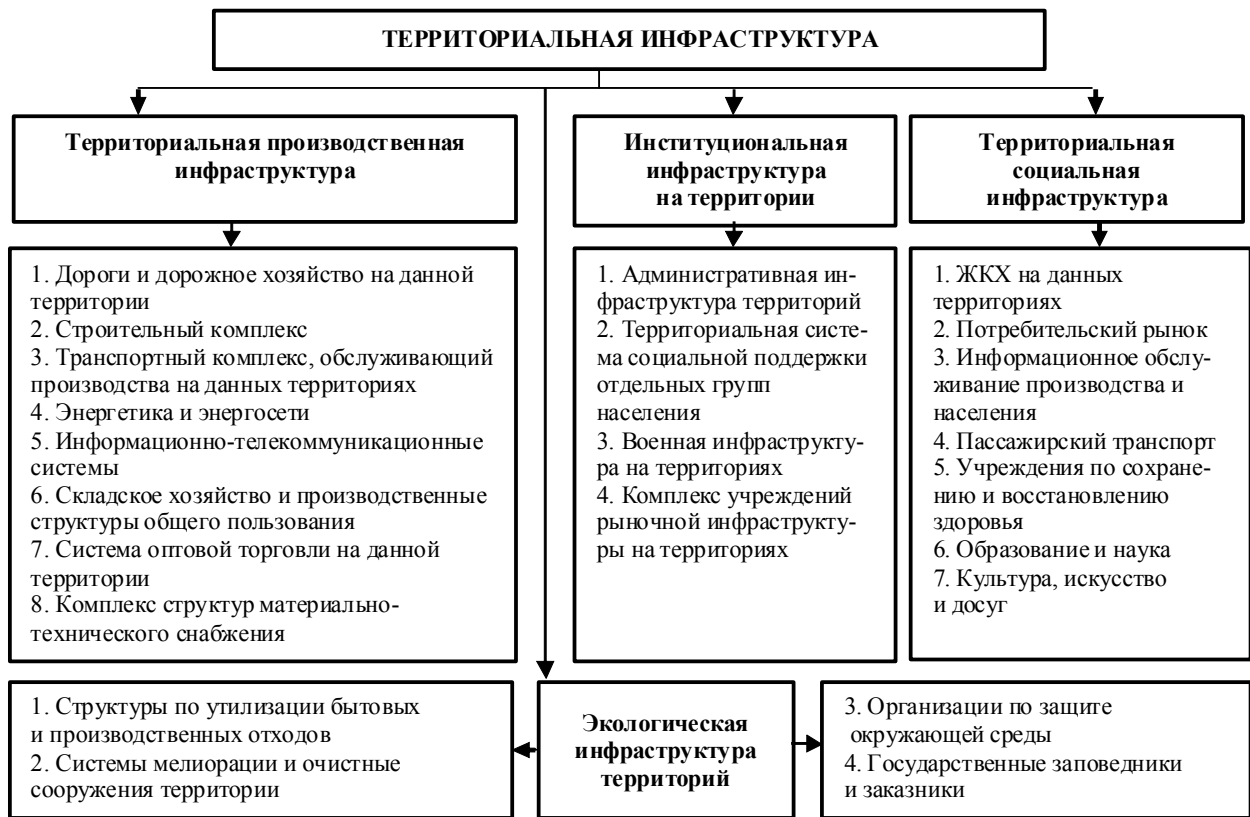 ТЕРРИТОРИАЛЬНАЯ ИНФРАСТРУКТУРА
Территориальная производственная
инфраструктура
Институциональная
инфраструктура
на территории
Территориальная
социальная
инфраструктура
1. Дороги и дорожное хозяйство на данной
территории
2. Строительный комплекс
3. Транспортный комплекс, обслуживающий
производства на данных территориях
4. Энергетика и энергосети
5. Информационно-телекоммуникационные
системы
6. Складское хозяйство и производственные
структуры общего пользования
7. Система оптовой торговли на данной
территории
8. Комплекс структур материально-
технического снабжения
1. Административная ин-
фраструктура территорий
2. Территориальная систе-
ма социальной поддержки
отдельных групп
населения
3. Военная инфраструкту-
ра на территориях
4. Комплекс учреждений
рыночной инфраструкту-
ры на территориях
1. ЖКХ на данных
территориях
2. Потребительский рынок
3. Информационное обслу-
живание производства и
населения
4. Пассажирский транспорт
5. Учреждения по сохране-
нию и восстановлению
здоровья
6. Образование и наука
7. Культура, искусство
и досуг
1. Структуры по утилизации бытовых
и производственных отходов
2. Системы мелиорации и очистные
сооружения территории
Экологическая
инфраструктура
территорий
3. Организации по защите
окружающей среды
4. Государственные заповедники
и заказники